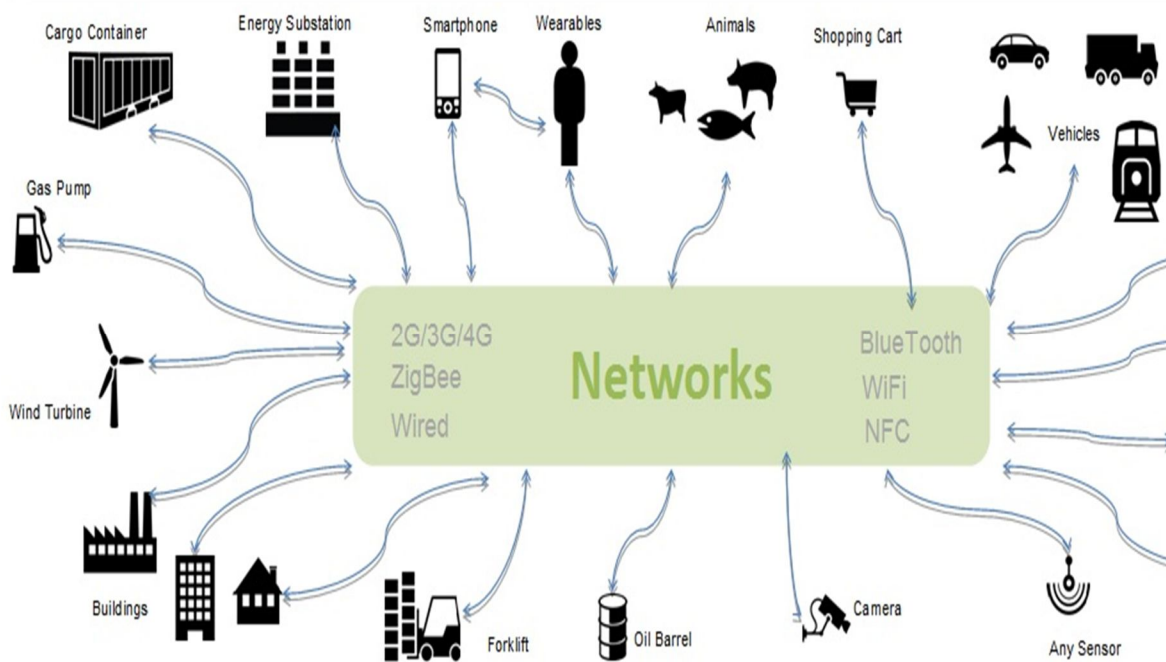 Cargo Container
Energy Substation
Smartphone
Wearables
Animals
Shopping Cart
Vehicles
Gas Pump
Wind Turbine
2G/3G/4G
ZigBee
Wired
Networks
BlueTooth
WiFi
NFC
Buildings
Forklift
Oil Barrel
Camera
Any Sensor